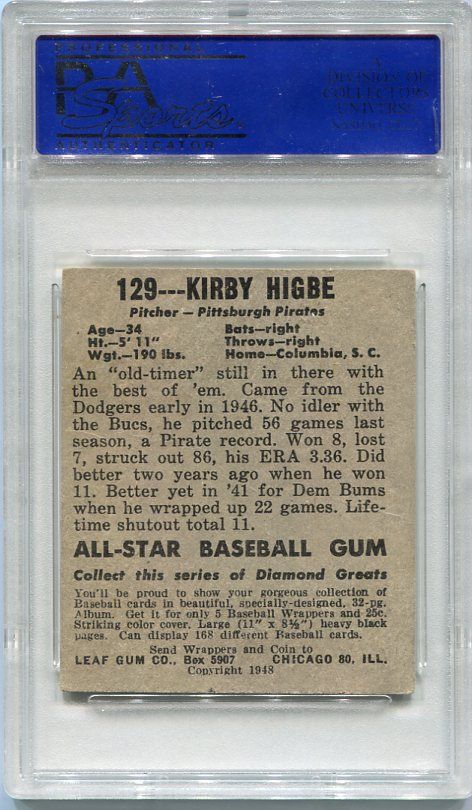 PROFESSIONAL
PSA
Sports
AUTHENTICATOR
A
DIVISION OF
COLLECTORS
UNIVERSE
129---KIRBY HIGBE
Pitcher — Pittsburgh Pirates
Age—34 Bats—right
Ht.—5' 11" Throws—right
Wgt.—190 lbs. Home—Columbia, S. C.
An "old-timer" still in there with
the best of 'em. Came from the
Dodgers early in 1946. No idler with
the Bucs, he pitched 56 games last
season, a Pirate record. Won 8, lost
7, struck out 86, his ERA 3.36. Did
better two years ago when he won
11. Better yet in '41 for Dem Bums
when he wrapped up 22 games. Life-
time shutout total 11.
ALL-STAR BASEBALL GUM
Collect this series of Diamond Greats
You'll be proud to show your gorgeous collection of
Baseball cards in beautiful, specially-designed, 32-pg.
Album. Get it for only 5 Baseball Wrappers and 25c.
Striking color cover. Large (11" x 8½") heavy black
pages. Can display 168 different Baseball cards.
Send Wrappers and Coin to
LEAF GUM CO., Box 5907 CHICAGO 80, ILL.
Copyright 1948